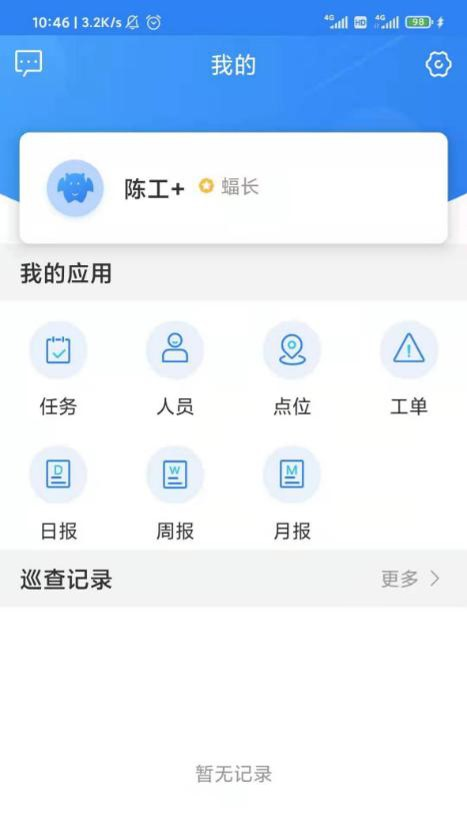 10:46 | 3.2K/s 4G HD 4G 98
我的
陈工+ 蝠长
我的应用
任务 人员 点位 工单
D W M
日报 周报 月报
巡查记录 更多
暂无记录